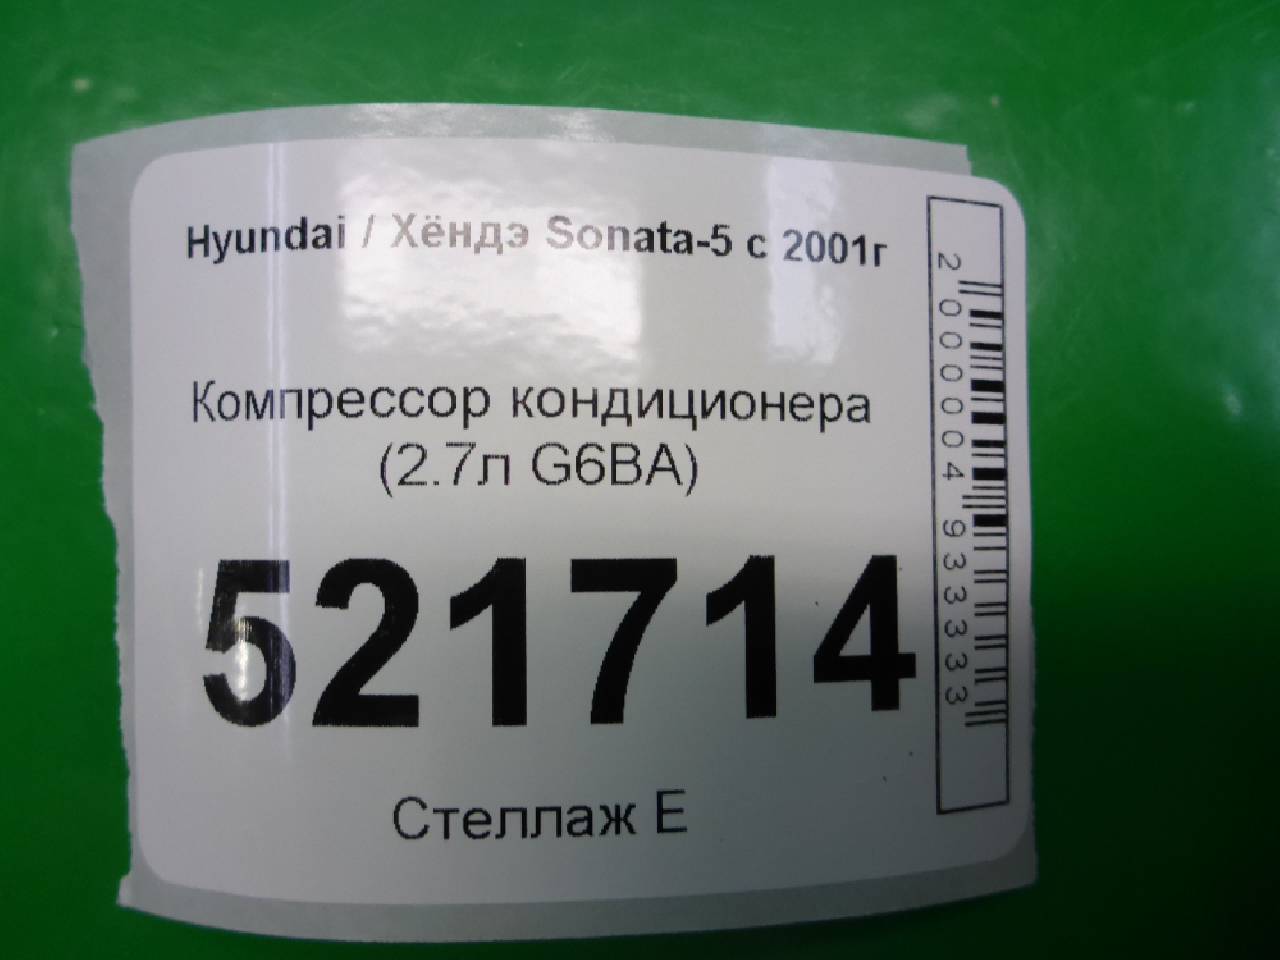 Hyundai / Хёндэ Sonata-5 с 2001г
Компрессор кондиционера
(2.7л G6BA)
521714
Стеллаж Е
2000004933333